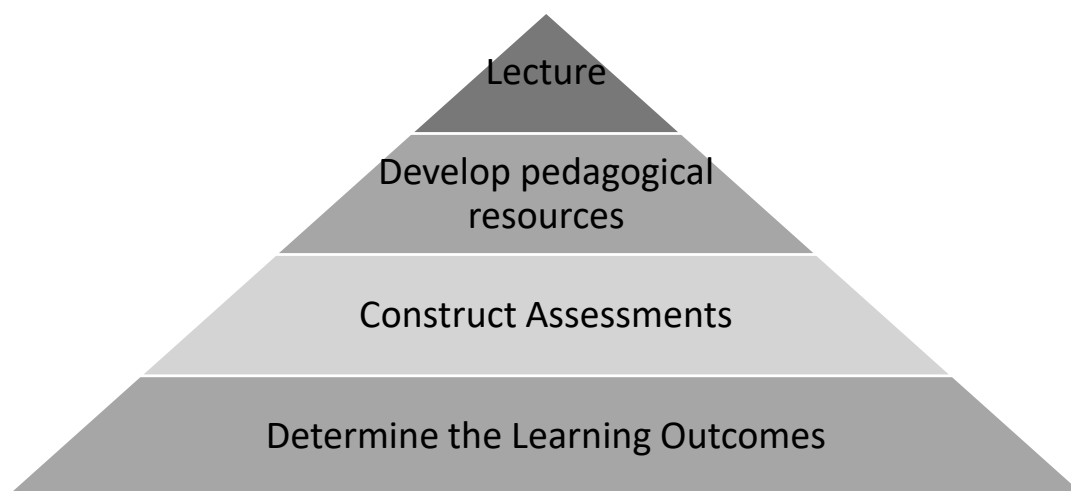 Lecture
Develop pedagogical
resources
Construct Assessments
Determine the Learning Outcomes